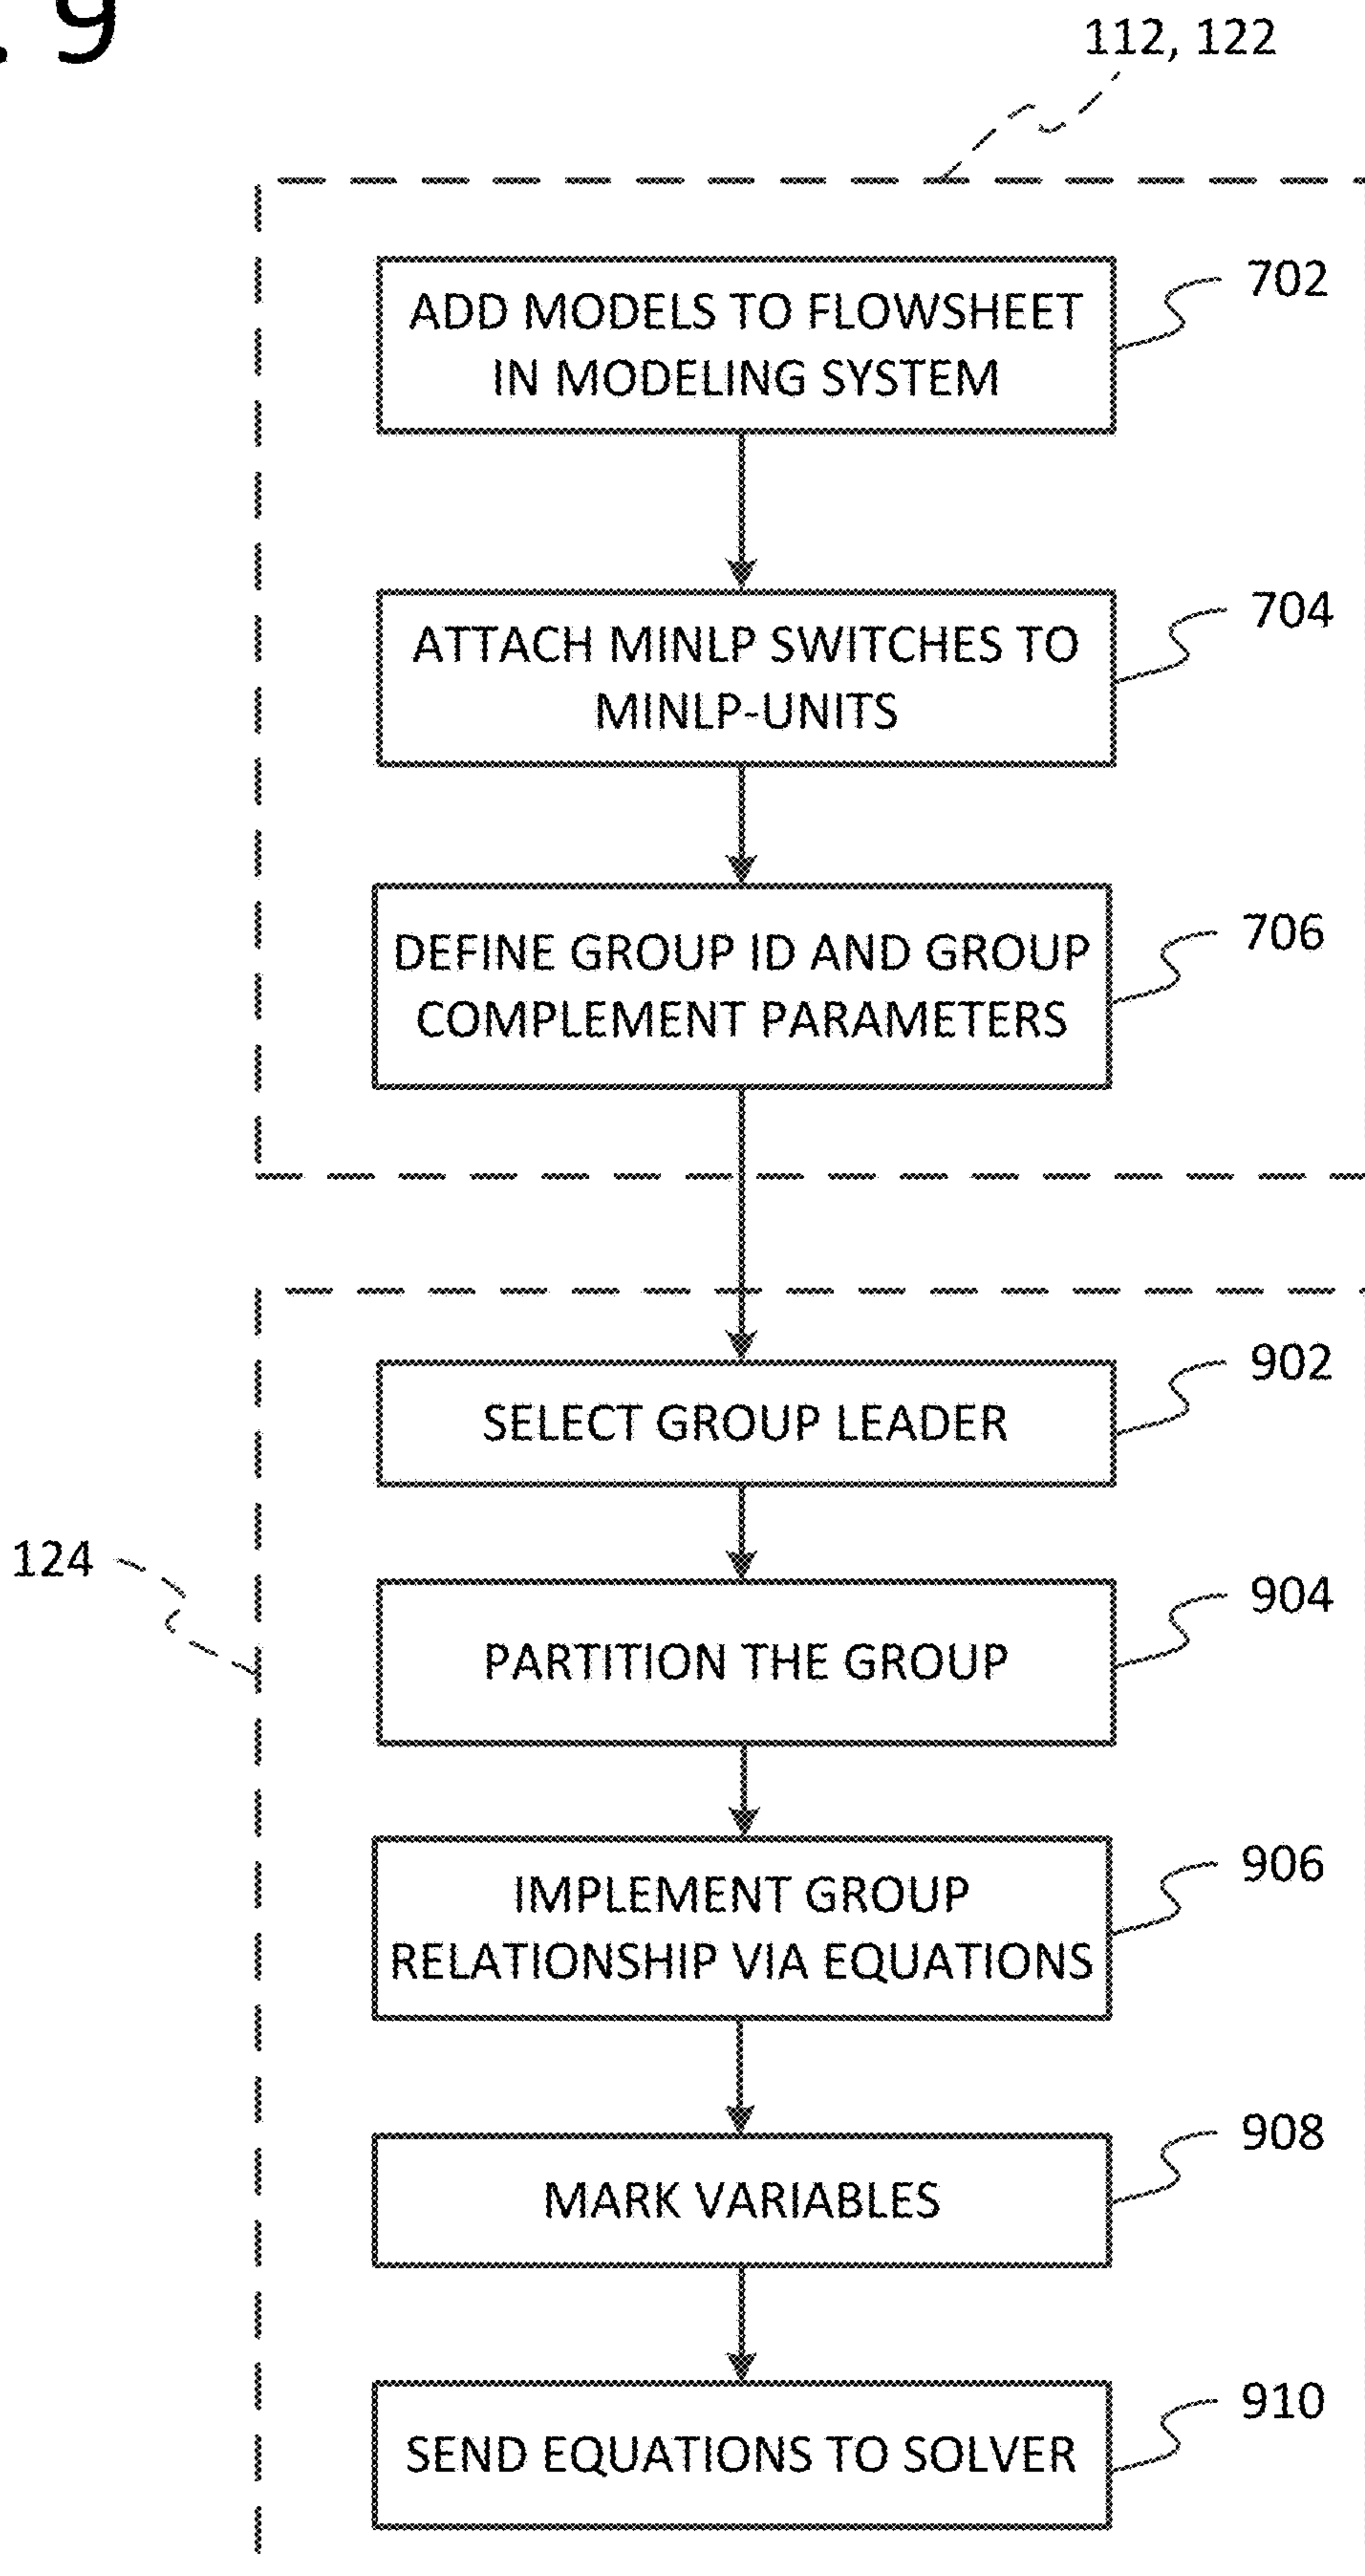 . 9
112, 122
ADD MODELS TO FLOWSHEET
IN MODELING SYSTEM
702
ATTACH MINLP SWITCHES TO
MINLP-UNITS
704
DEFINE GROUP ID AND GROUP
COMPLEMENT PARAMETERS
706
SELECT GROUP LEADER
902
124
PARTITION THE GROUP
904
IMPLEMENT GROUP
RELATIONSHIP VIA EQUATIONS
906
MARK VARIABLES
908
SEND EQUATIONS TO SOLVER
910